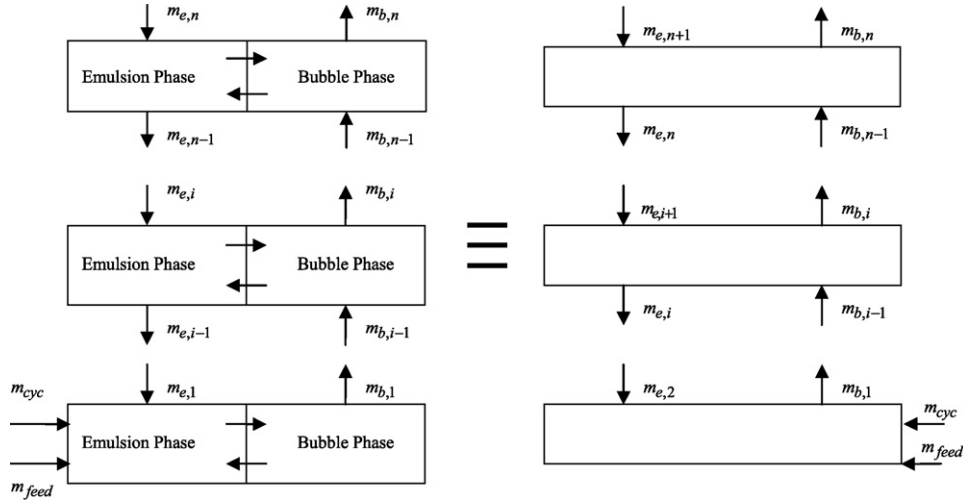 m_{e,n} m_{b,n} m_{e,n+1} m_{b,n}
Emulsion Phase Bubble Phase
m_{e,n−1} m_{b,n−1} m_{e,n} m_{b,n−1}
m_{e,i} m_{b,i} m_{e,i+1} m_{b,i}
Emulsion Phase Bubble Phase
m_{e,i−1} m_{b,i−1} m_{e,i} m_{b,i−1}
m_{cyc} m_{e,1} m_{b,1} m_{e,2} m_{b,1} m_{cyc}
Emulsion Phase Bubble Phase
m_{feed} m_{feed}